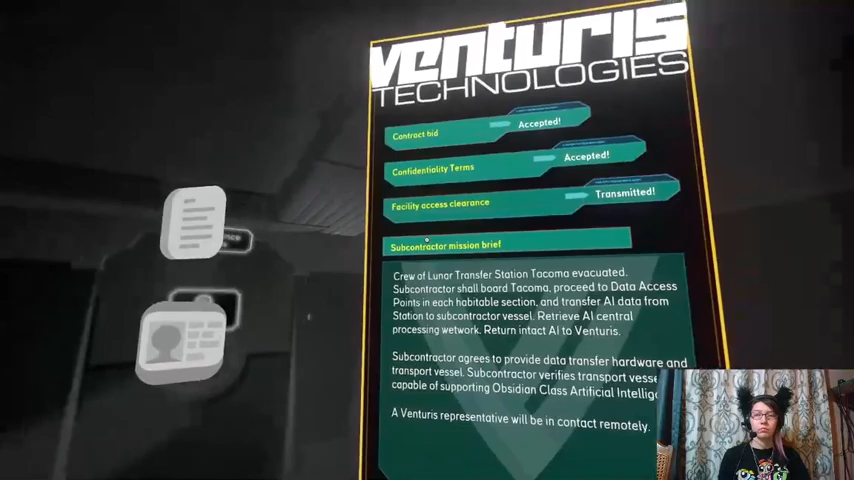 venturis
TECHNOLOGIES
Contract bid
Accepted!
Confidentiality Terms
Accepted!
Facility access clearance
Transmitted!
Subcontractor mission brief
Crew of Lunar Transfer Station Tacoma evacuated.
Subcontractor shall board Tacoma, proceed to Data Access
Points in each habitable section, and transfer AI data from
Station to subcontractor vessel. Retrieve AI central
processing wetwork. Return intact AI to Venturis.
Subcontractor agrees to provide data transfer hardware and
transport vessel. Subcontractor verifies transport
capable of supporting Obsidian Class Artificial
A Venturis representative will be in contact remotely.